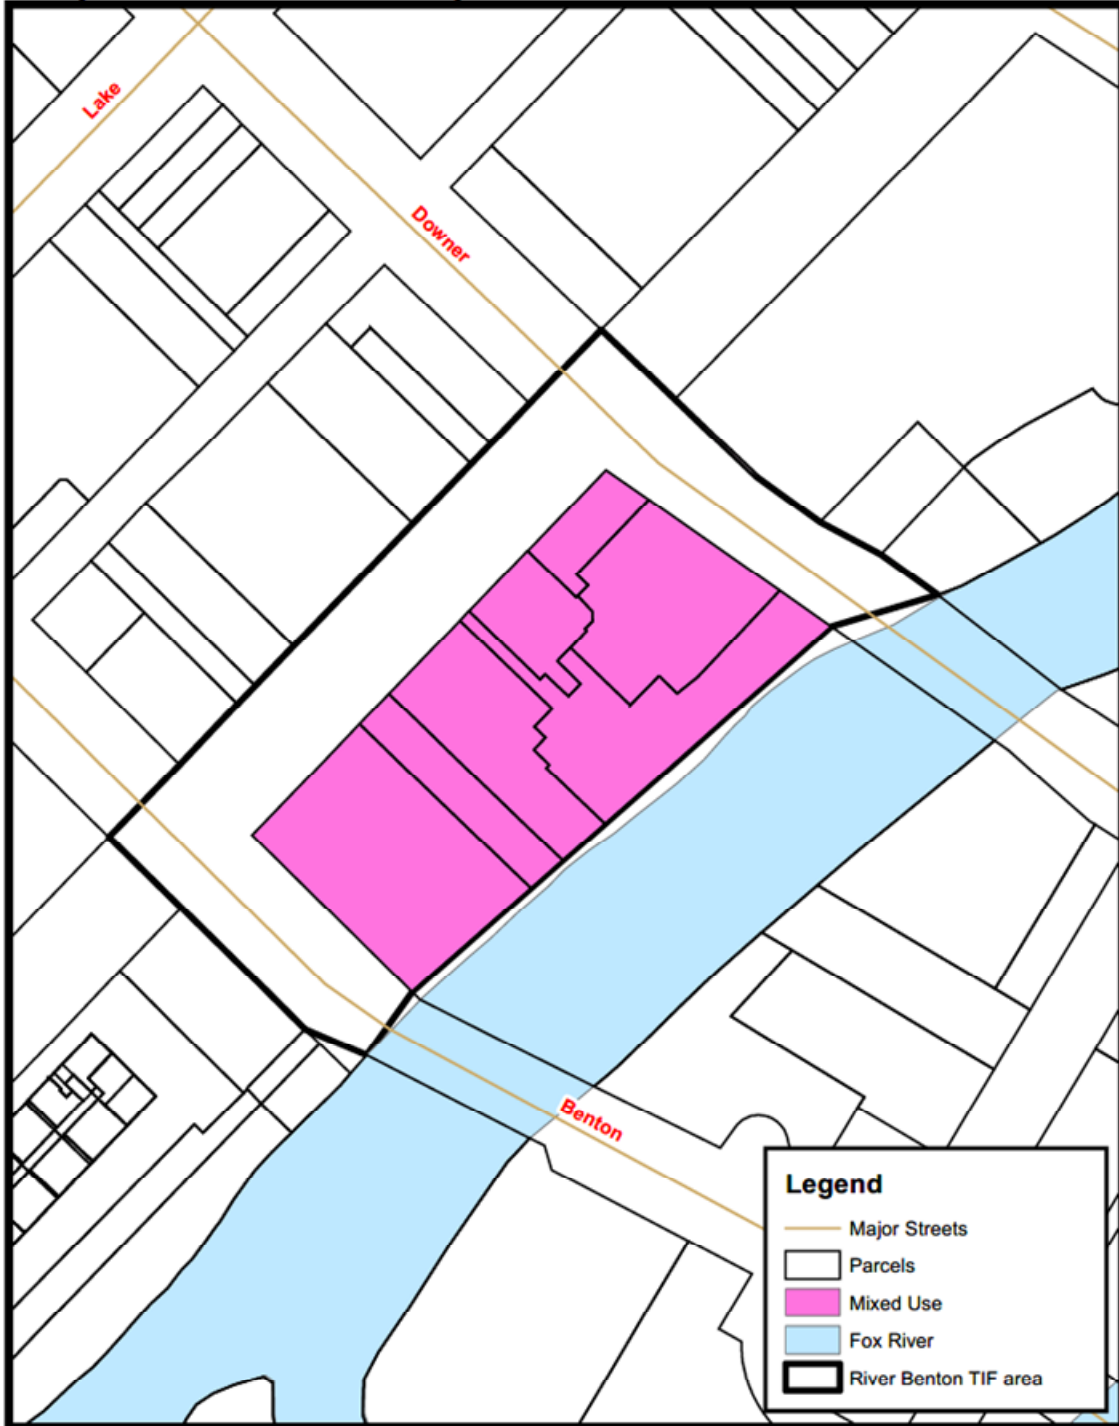 Lake
Downer
Benton
Legend
Major Streets
Parcels
Mixed Use
Fox River
River Benton TIF area